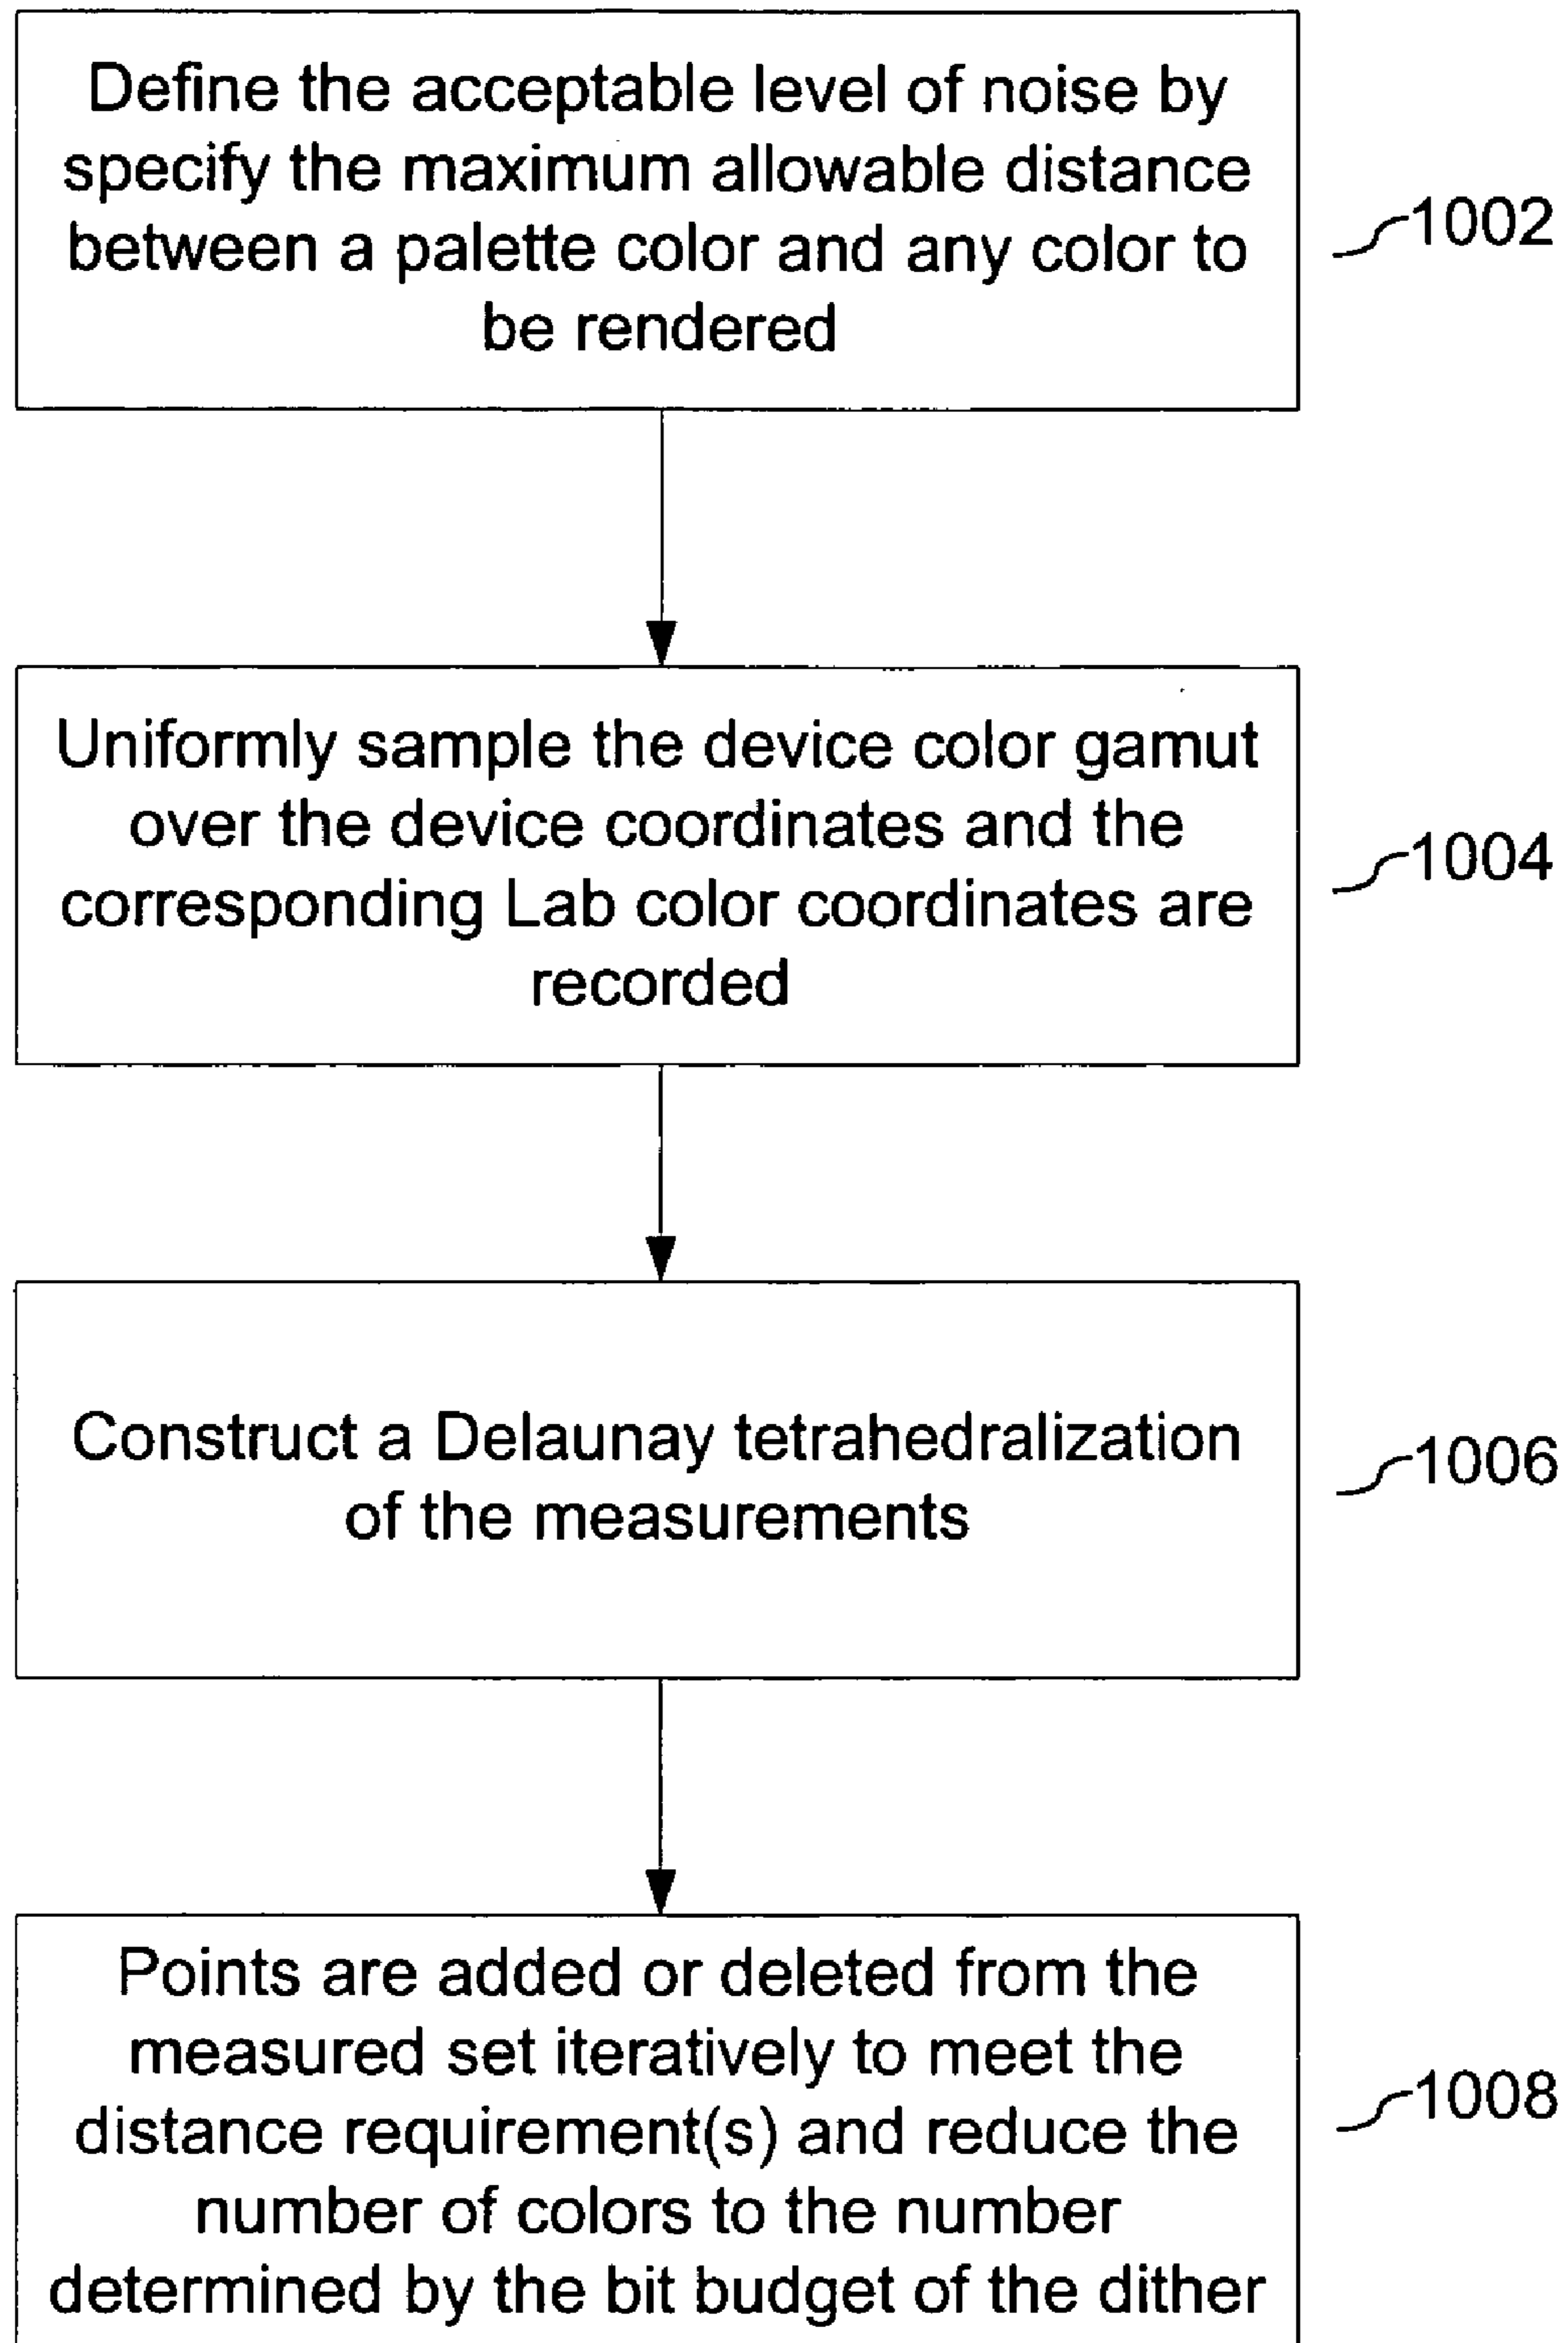 Define the acceptable level of noise by
specify the maximum allowable distance
between a palette color and any color to
be rendered
1002
Uniformly sample the device color gamut
over the device coordinates and the
corresponding Lab color coordinates are
recorded
1004
Construct a Delaunay tetrahedralization
of the measurements
1006
Points are added or deleted from the
measured set iteratively to meet the
distance requirement(s) and reduce the
number of colors to the number
determined by the bit budget of the dither
1008